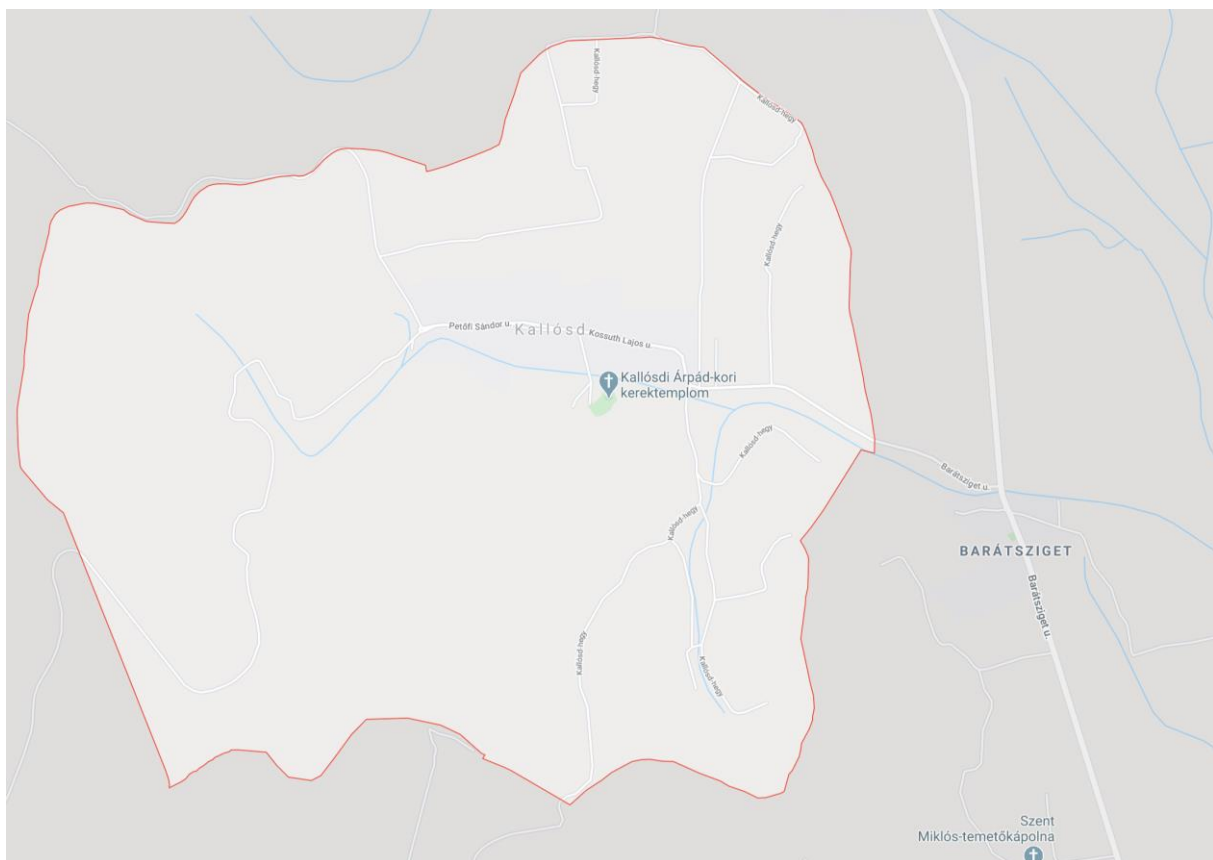 Kallósd-hegy
Kallósd-hegy
Kallósd-hegy
Petőfi Sándor u.
Kallósd
Kossuth Lajos u.
Kallósdi Árpád-kori
kerektemplom
Kallósd-hegy
Barátsziget u.
Kallósd-hegy
BARÁTSZIGET
Barátsziget u.
Kallósd-hegy
Kallósd-hegy
Szent
Miklós-temetőkápolna